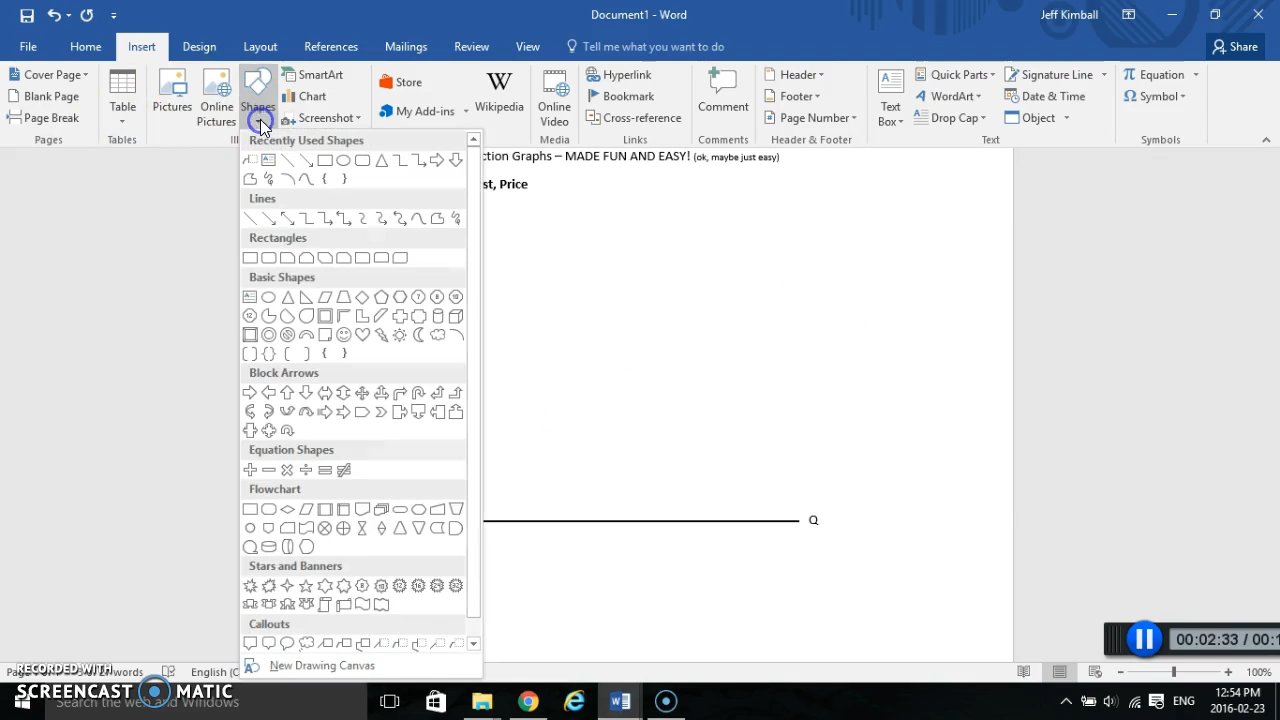 Document1 - Word
Jeff Kimball
File Home Insert Design Layout References Mailings Review View Tell me what you want to do Share
Cover Page
Blank Page
Page Break
Pages
Table
Tables
Pictures
Online Pictures
Shapes
SmartArt
Chart
Screenshot
Store
My Add-ins
Wikipedia
Online Video
Media
Hyperlink
Bookmark
Cross-reference
Links
Comment
Comments
Header
Footer
Page Number
Header & Footer
Text Box
Quick Parts
WordArt
Drop Cap
Signature Line
Date & Time
Object
Text
Equation
Symbol
Symbols
Recently Used Shapes
Lines
Rectangles
Basic Shapes
Block Arrows
Equation Shapes
Flowchart
Stars and Banners
Callouts
New Drawing Canvas
ction Graphs – MADE FUN AND EASY! (ok, maybe just easy)
st, Price
Q
00:02:33
words
English (C
100%
RECORDED WITH
SCREENCAST MATIC
Search the web and Windows
ENG
12:54 PM
2016-02-23